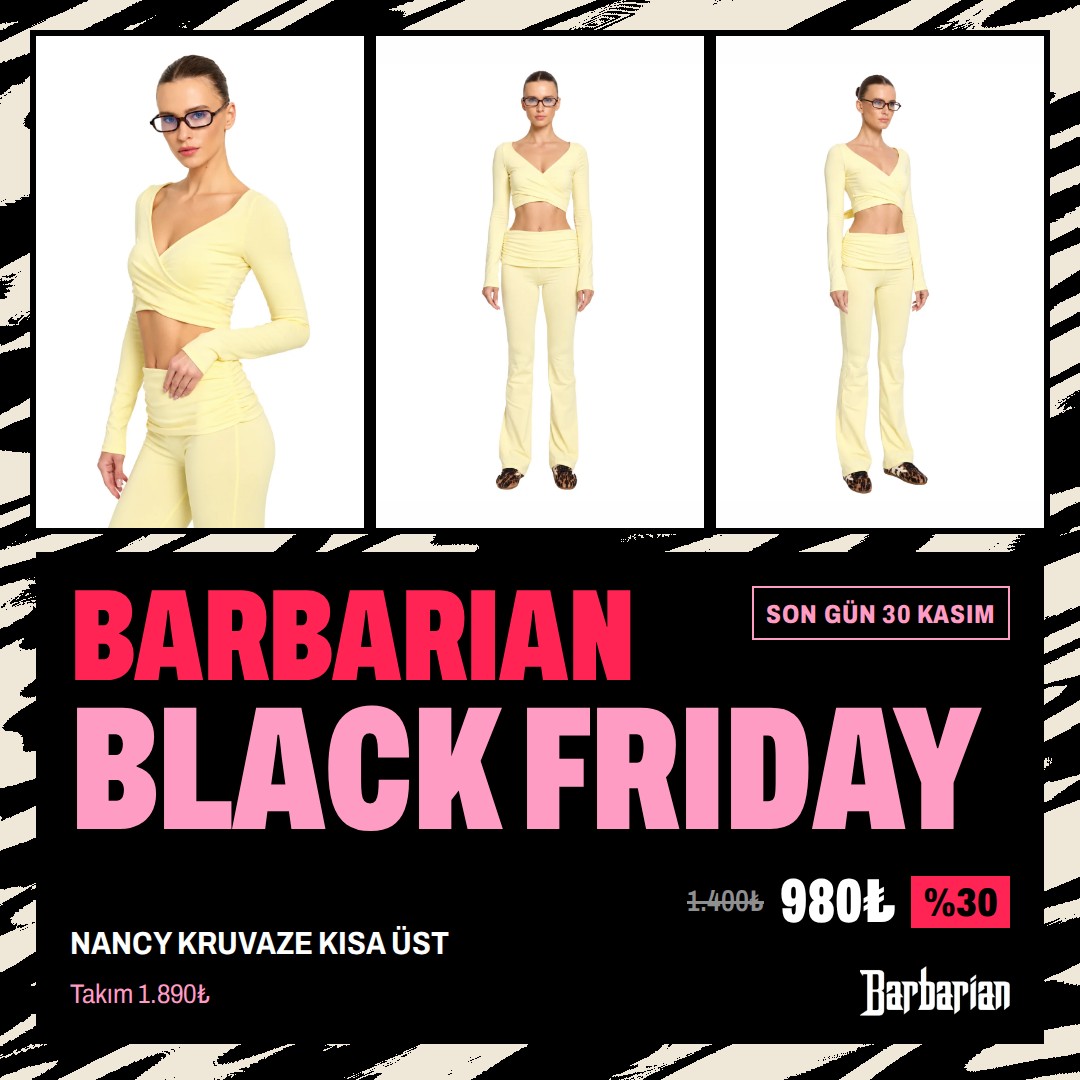 BARBARIAN
SON GÜN 30 KASIM
BLACK FRIDAY
1.400₺ 980₺ %30
NANCY KRUVAZE KISA ÜST
Takım 1.890₺
Barbarian